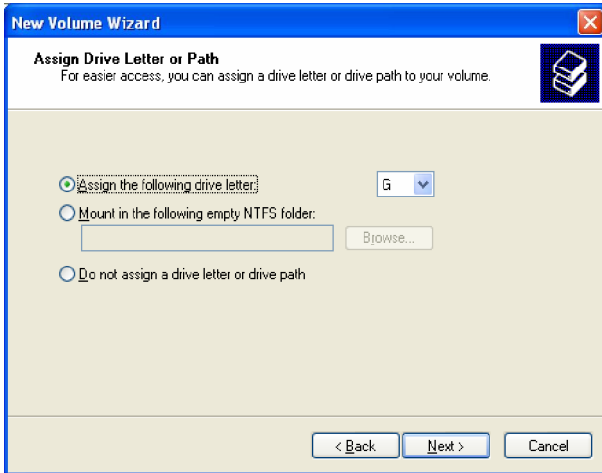 New Volume Wizard
Assign Drive Letter or Path
For easier access, you can assign a drive letter or drive path to your volume.
Assign the following drive letter: G
Mount in the following empty NTFS folder:
Browse...
Do not assign a drive letter or drive path
< Back Next > Cancel